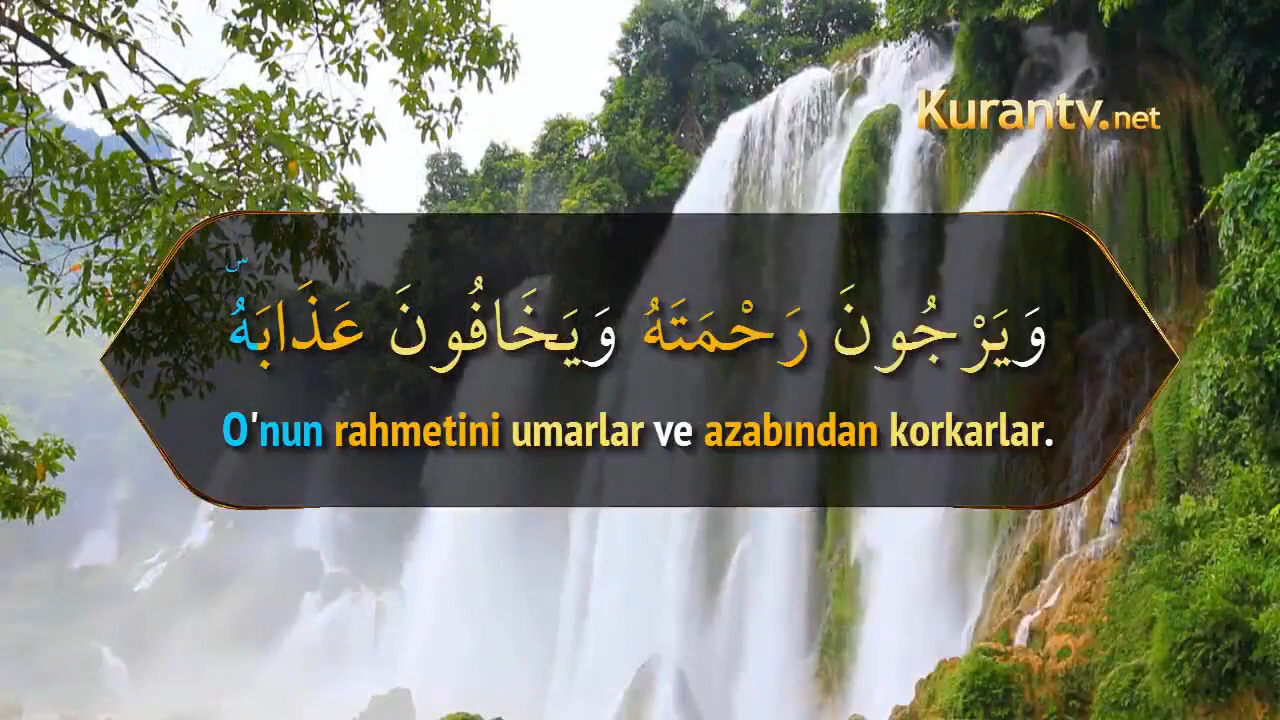 Kurantv.net
وَيَرْجُونَ رَحْمَتَهُ وَيَخَافُونَ عَذَابَهُ ۜ
O'nun rahmetini umarlar ve azabından korkarlar.